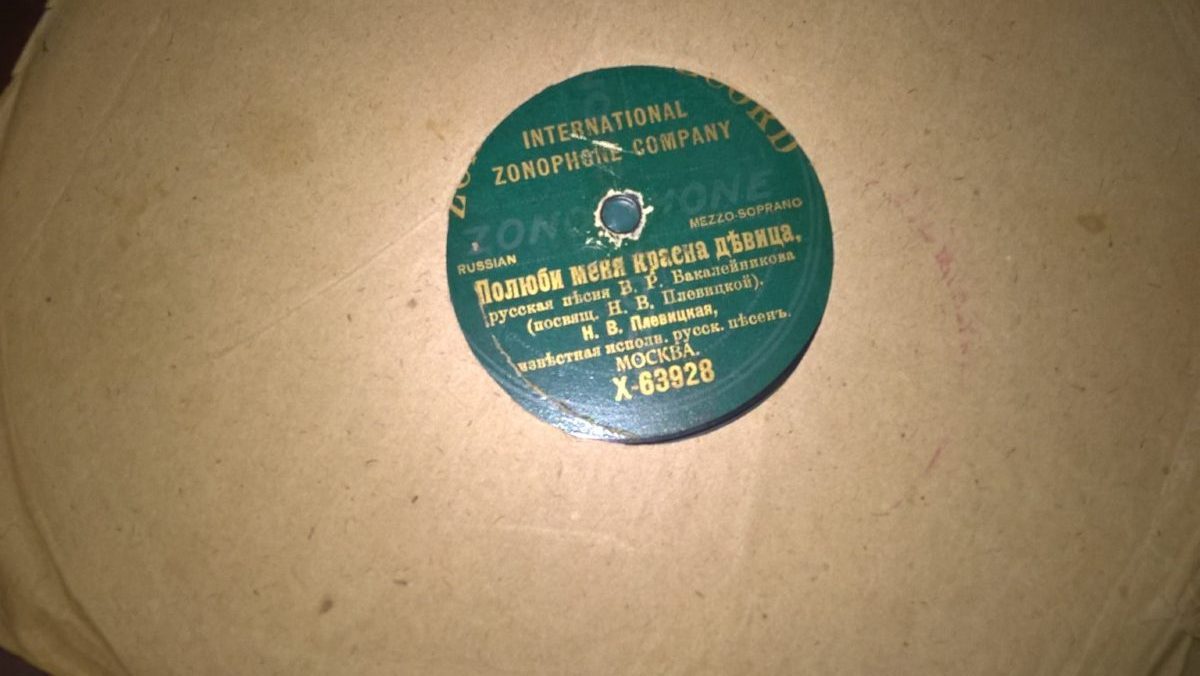 INTERNATIONAL
ZONOPHONE COMPANY
ZONOPHONE
RUSSIAN
MEZZO-SOPRANO
Полюби меня красна дѣвица,
русская пѣсня В. Р. Бакалейникова
(посвящ. Н. В. Плевицкой).
Н. В. Плевицкая,
извѣстная исполн. русск. пѣсенъ.
МОСКВА.
X-63928